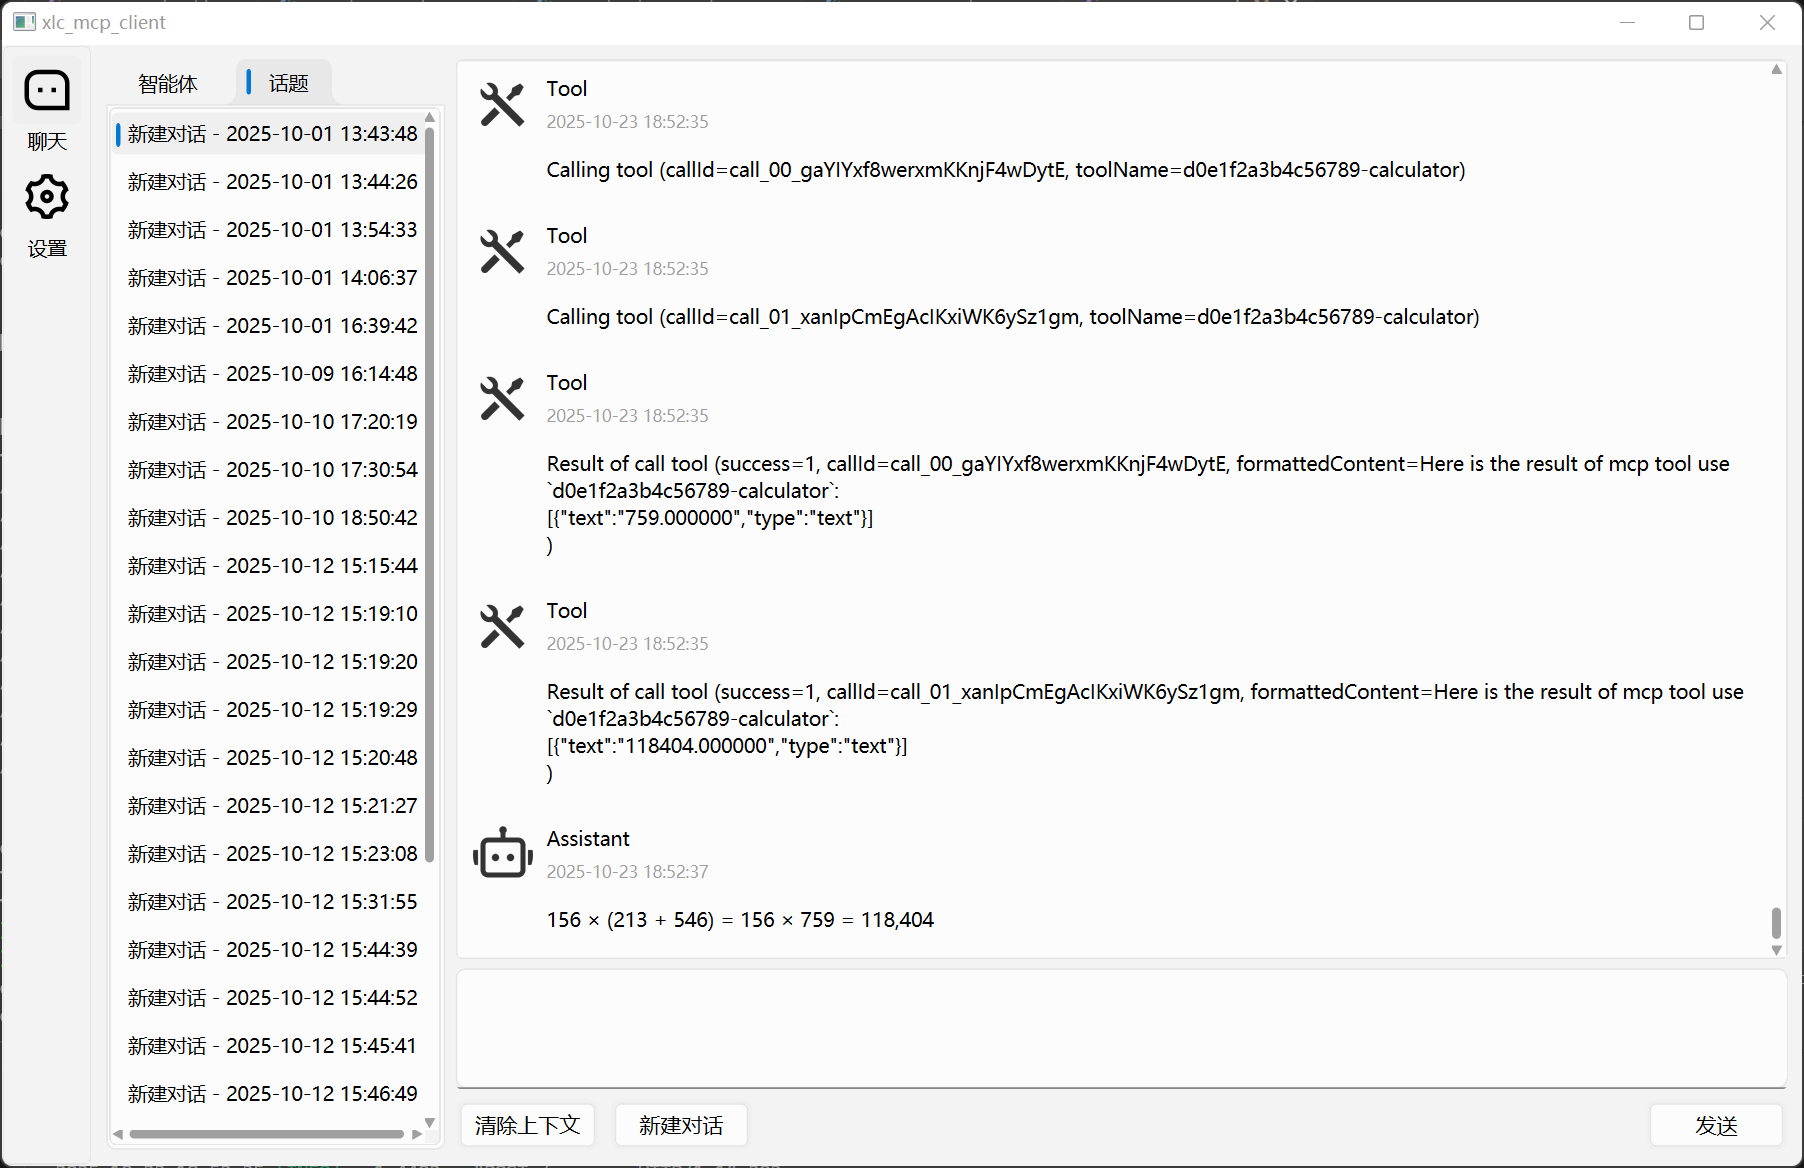 xlc_mcp_client
聊天
设置
智能体
话题
新建对话 - 2025-10-01 13:43:48
新建对话 - 2025-10-01 13:44:26
新建对话 - 2025-10-01 13:54:33
新建对话 - 2025-10-01 14:06:37
新建对话 - 2025-10-01 16:39:42
新建对话 - 2025-10-09 16:14:48
新建对话 - 2025-10-10 17:20:19
新建对话 - 2025-10-10 17:30:54
新建对话 - 2025-10-10 18:50:42
新建对话 - 2025-10-12 15:15:44
新建对话 - 2025-10-12 15:19:10
新建对话 - 2025-10-12 15:19:20
新建对话 - 2025-10-12 15:19:29
新建对话 - 2025-10-12 15:20:48
新建对话 - 2025-10-12 15:21:27
新建对话 - 2025-10-12 15:23:08
新建对话 - 2025-10-12 15:31:55
新建对话 - 2025-10-12 15:44:39
新建对话 - 2025-10-12 15:44:52
新建对话 - 2025-10-12 15:45:41
新建对话 - 2025-10-12 15:46:49
Tool
2025-10-23 18:52:35
Calling tool (callId=call_00_gaYIYxf8werxmKKnjF4wDytE, toolName=d0e1f2a3b4c56789-calculator)
Tool
2025-10-23 18:52:35
Calling tool (callId=call_01_xanIpCmEgAcIKxiWK6ySz1gm, toolName=d0e1f2a3b4c56789-calculator)
Tool
2025-10-23 18:52:35
Result of call tool (success=1, callId=call_00_gaYIYxf8werxmKKnjF4wDytE, formattedContent=Here is the result of mcp tool use
`d0e1f2a3b4c56789-calculator`:
[{"text":"759.000000","type":"text"}]
)
Tool
2025-10-23 18:52:35
Result of call tool (success=1, callId=call_01_xanIpCmEgAcIKxiWK6ySz1gm, formattedContent=Here is the result of mcp tool use
`d0e1f2a3b4c56789-calculator`:
[{"text":"118404.000000","type":"text"}]
)
Assistant
2025-10-23 18:52:37
156 × (213 + 546) = 156 × 759 = 118,404
清除上下文
新建对话
发送